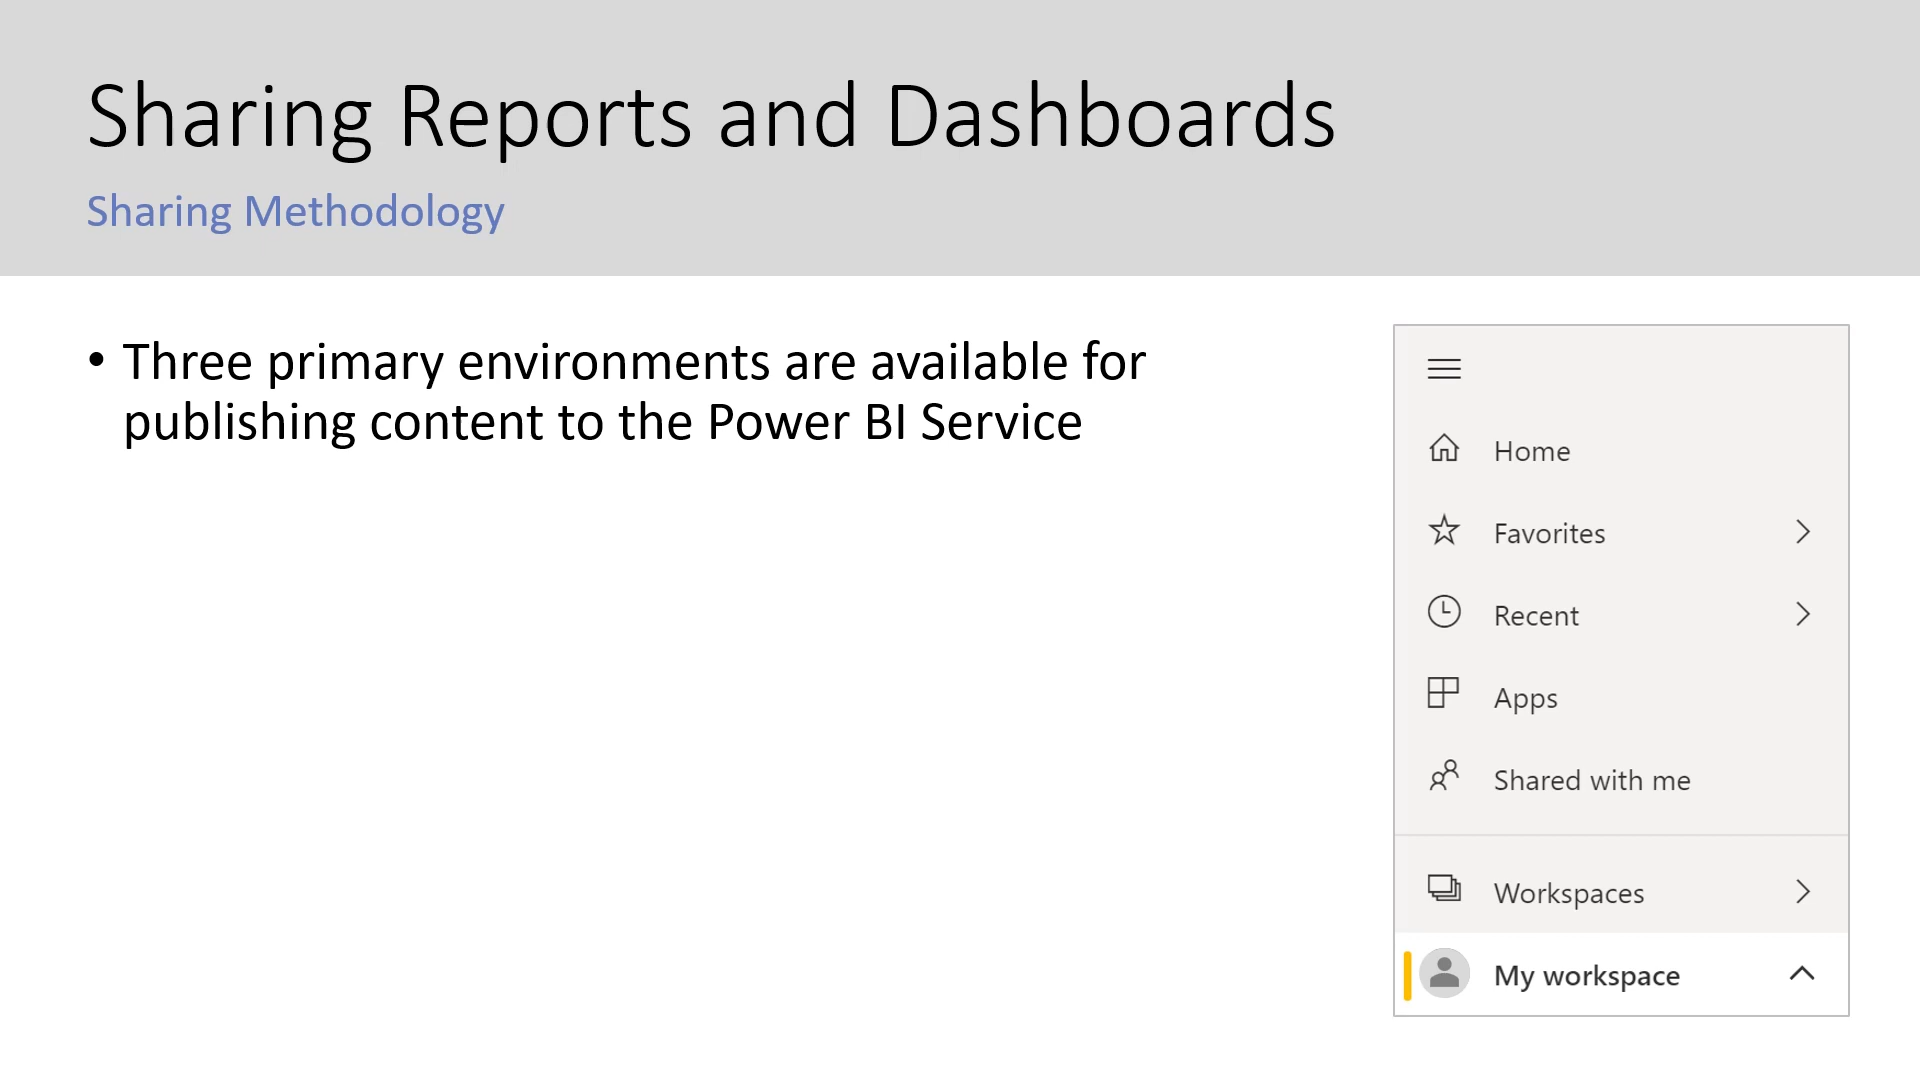 Sharing Reports and Dashboards
Sharing Methodology
• Three primary environments are available for
publishing content to the Power BI Service
Home
Favorites
Recent
Apps
Shared with me
Workspaces
My workspace